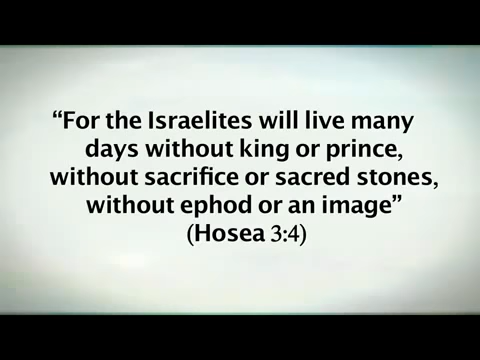 “For the Israelites will live many
days without king or prince,
without sacrifice or sacred stones,
without ephod or an image”
(Hosea 3:4)